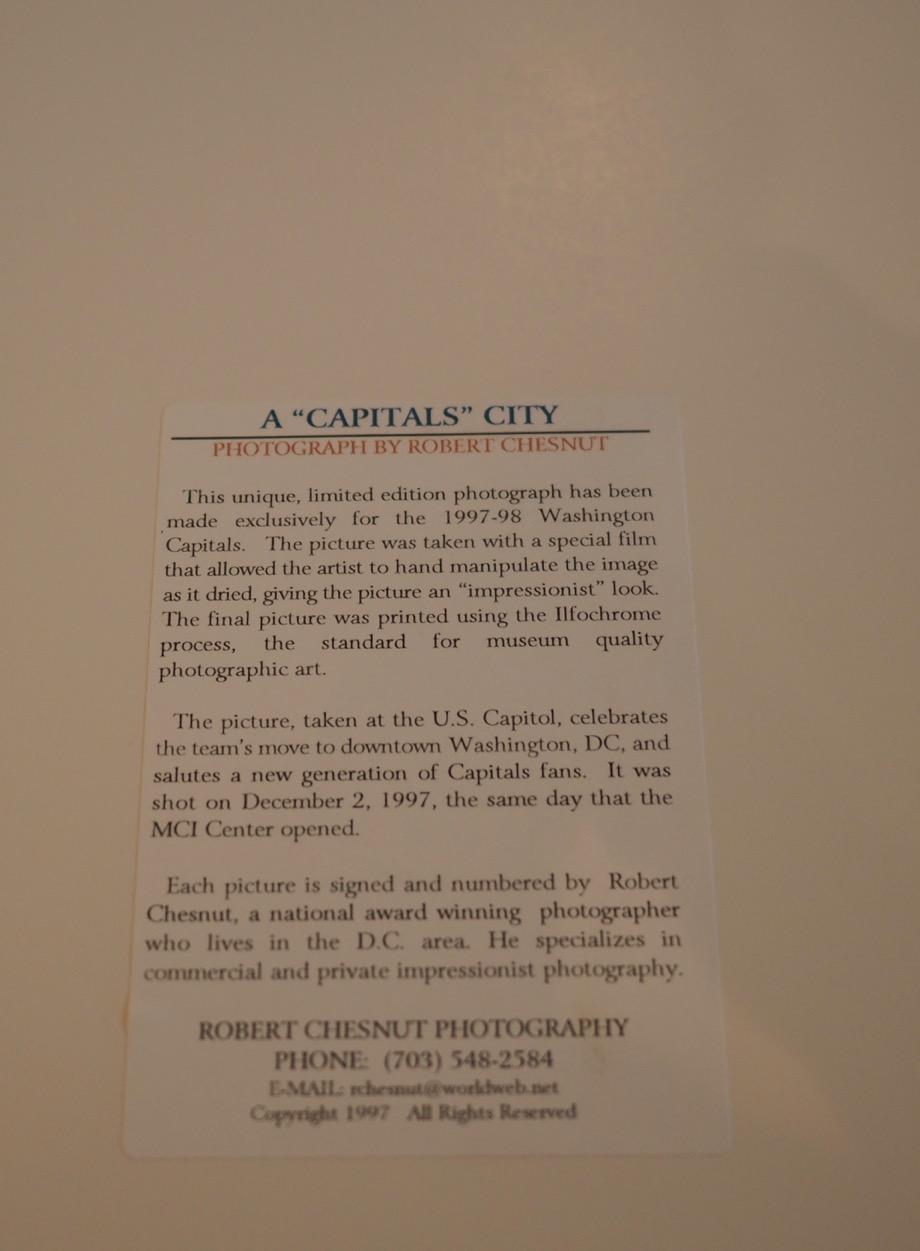 A “CAPITALS” CITY
PHOTOGRAPH BY ROBERT CHESNUT
This unique, limited edition photograph has been
made exclusively for the 1997-98 Washington
Capitals. The picture was taken with a special film
that allowed the artist to hand manipulate the image
as it dried, giving the picture an “impressionist” look.
The final picture was printed using the Ilfochrome
process, the standard for museum quality
photographic art.
The picture, taken at the U.S. Capitol, celebrates
the team’s move to downtown Washington, DC, and
salutes a new generation of Capitals fans. It was
shot on December 2, 1997, the same day that the
MCI Center opened.
Each picture is signed and numbered by Robert
Chesnut, a national award winning photographer
who lives in the D.C. area. He specializes in
commercial and private impressionist photography.
ROBERT CHESNUT PHOTOGRAPHY
PHONE: (703) 548-2584
E-MAIL: rchesnut@worldweb.net
Copyright 1997 All Rights Reserved